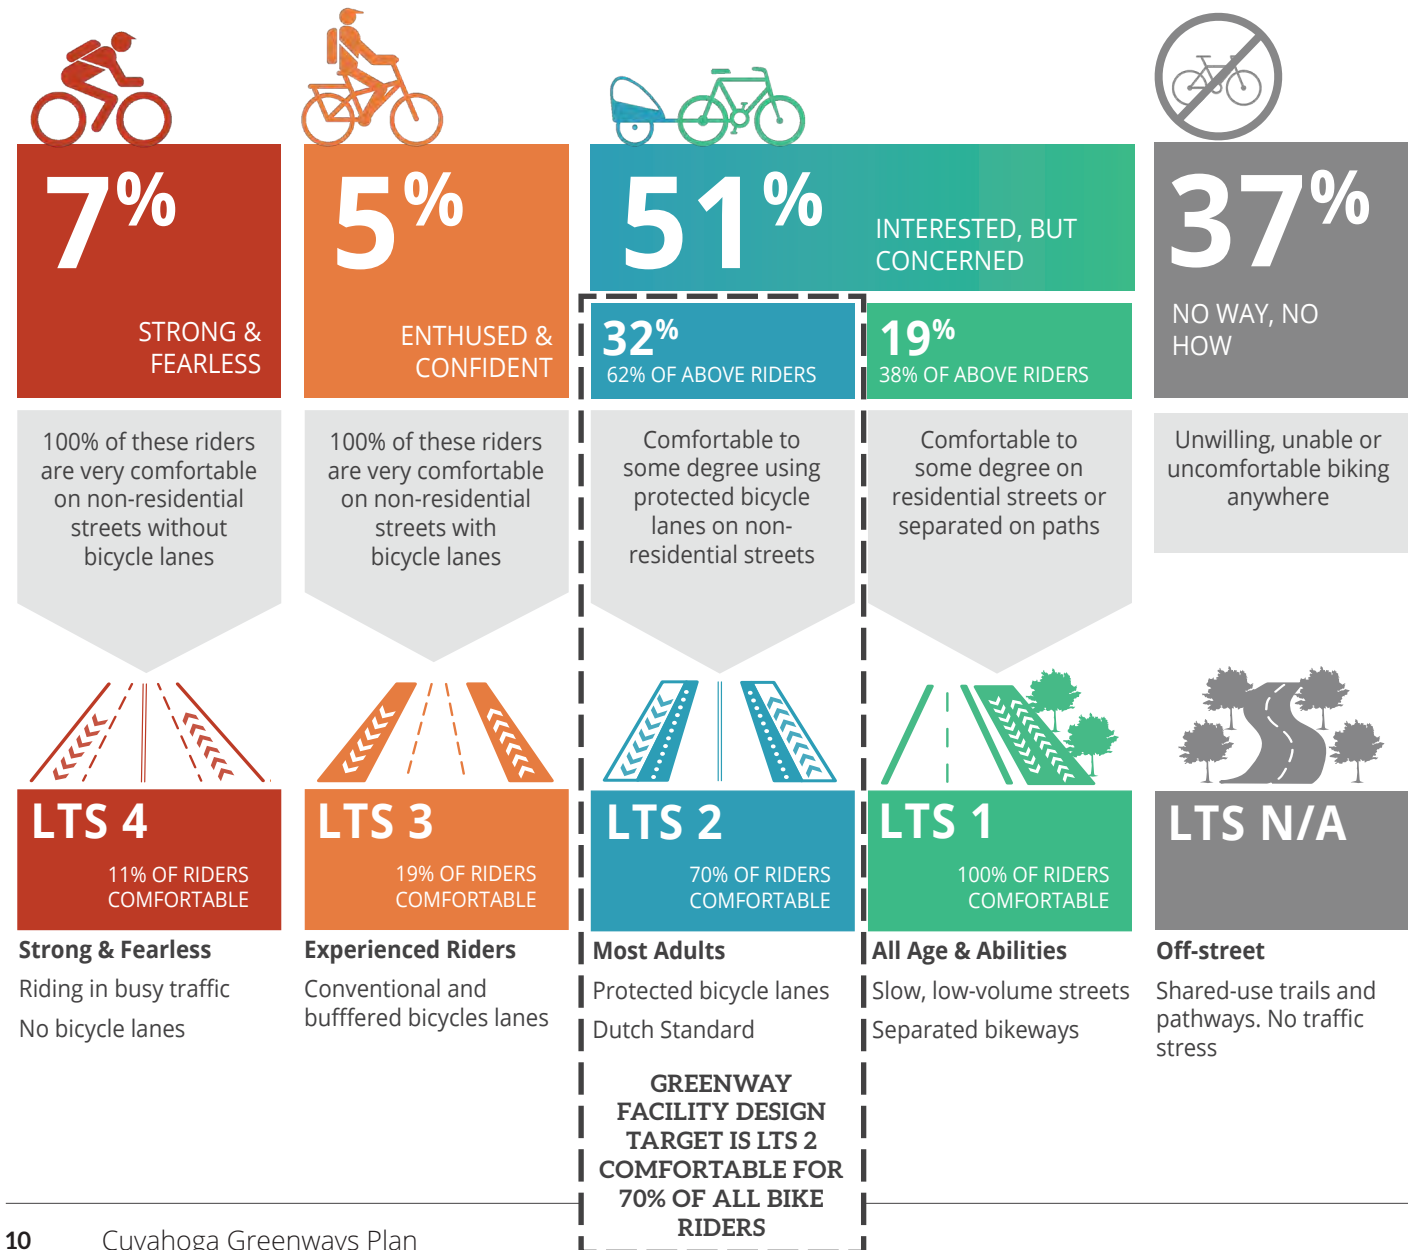 7%
STRONG &
FEARLESS
5%
ENTHUSED &
CONFIDENT
51%
INTERESTED, BUT
CONCERNED
32%
62% OF ABOVE RIDERS
19%
38% OF ABOVE RIDERS
37%
NO WAY, NO
HOW
100% of these riders
are very comfortable
on non-residential
streets without
bicycle lanes
100% of these riders
are very comfortable
on non-residential
streets with
bicycle lanes
Comfortable to
some degree using
protected bicycle
lanes on non-
residential streets
Comfortable to
some degree on
residential streets or
separated on paths
Unwilling, unable or
uncomfortable biking
anywhere
LTS 4
11% OF RIDERS
COMFORTABLE
Strong & Fearless
Riding in busy traffic
No bicycle lanes
LTS 3
19% OF RIDERS
COMFORTABLE
Experienced Riders
Conventional and
bufffered bicycles lanes
LTS 2
70% OF RIDERS
COMFORTABLE
Most Adults
Protected bicycle lanes
Dutch Standard
GREENWAY
FACILITY DESIGN
TARGET IS LTS 2
COMFORTABLE FOR
70% OF ALL BIKE
RIDERS
LTS 1
100% OF RIDERS
COMFORTABLE
All Age & Abilities
Slow, low-volume streets
Separated bikeways
LTS N/A
Off-street
Shared-use trails and
pathways. No traffic
stress
10 Cuyahoga Greenways Plan